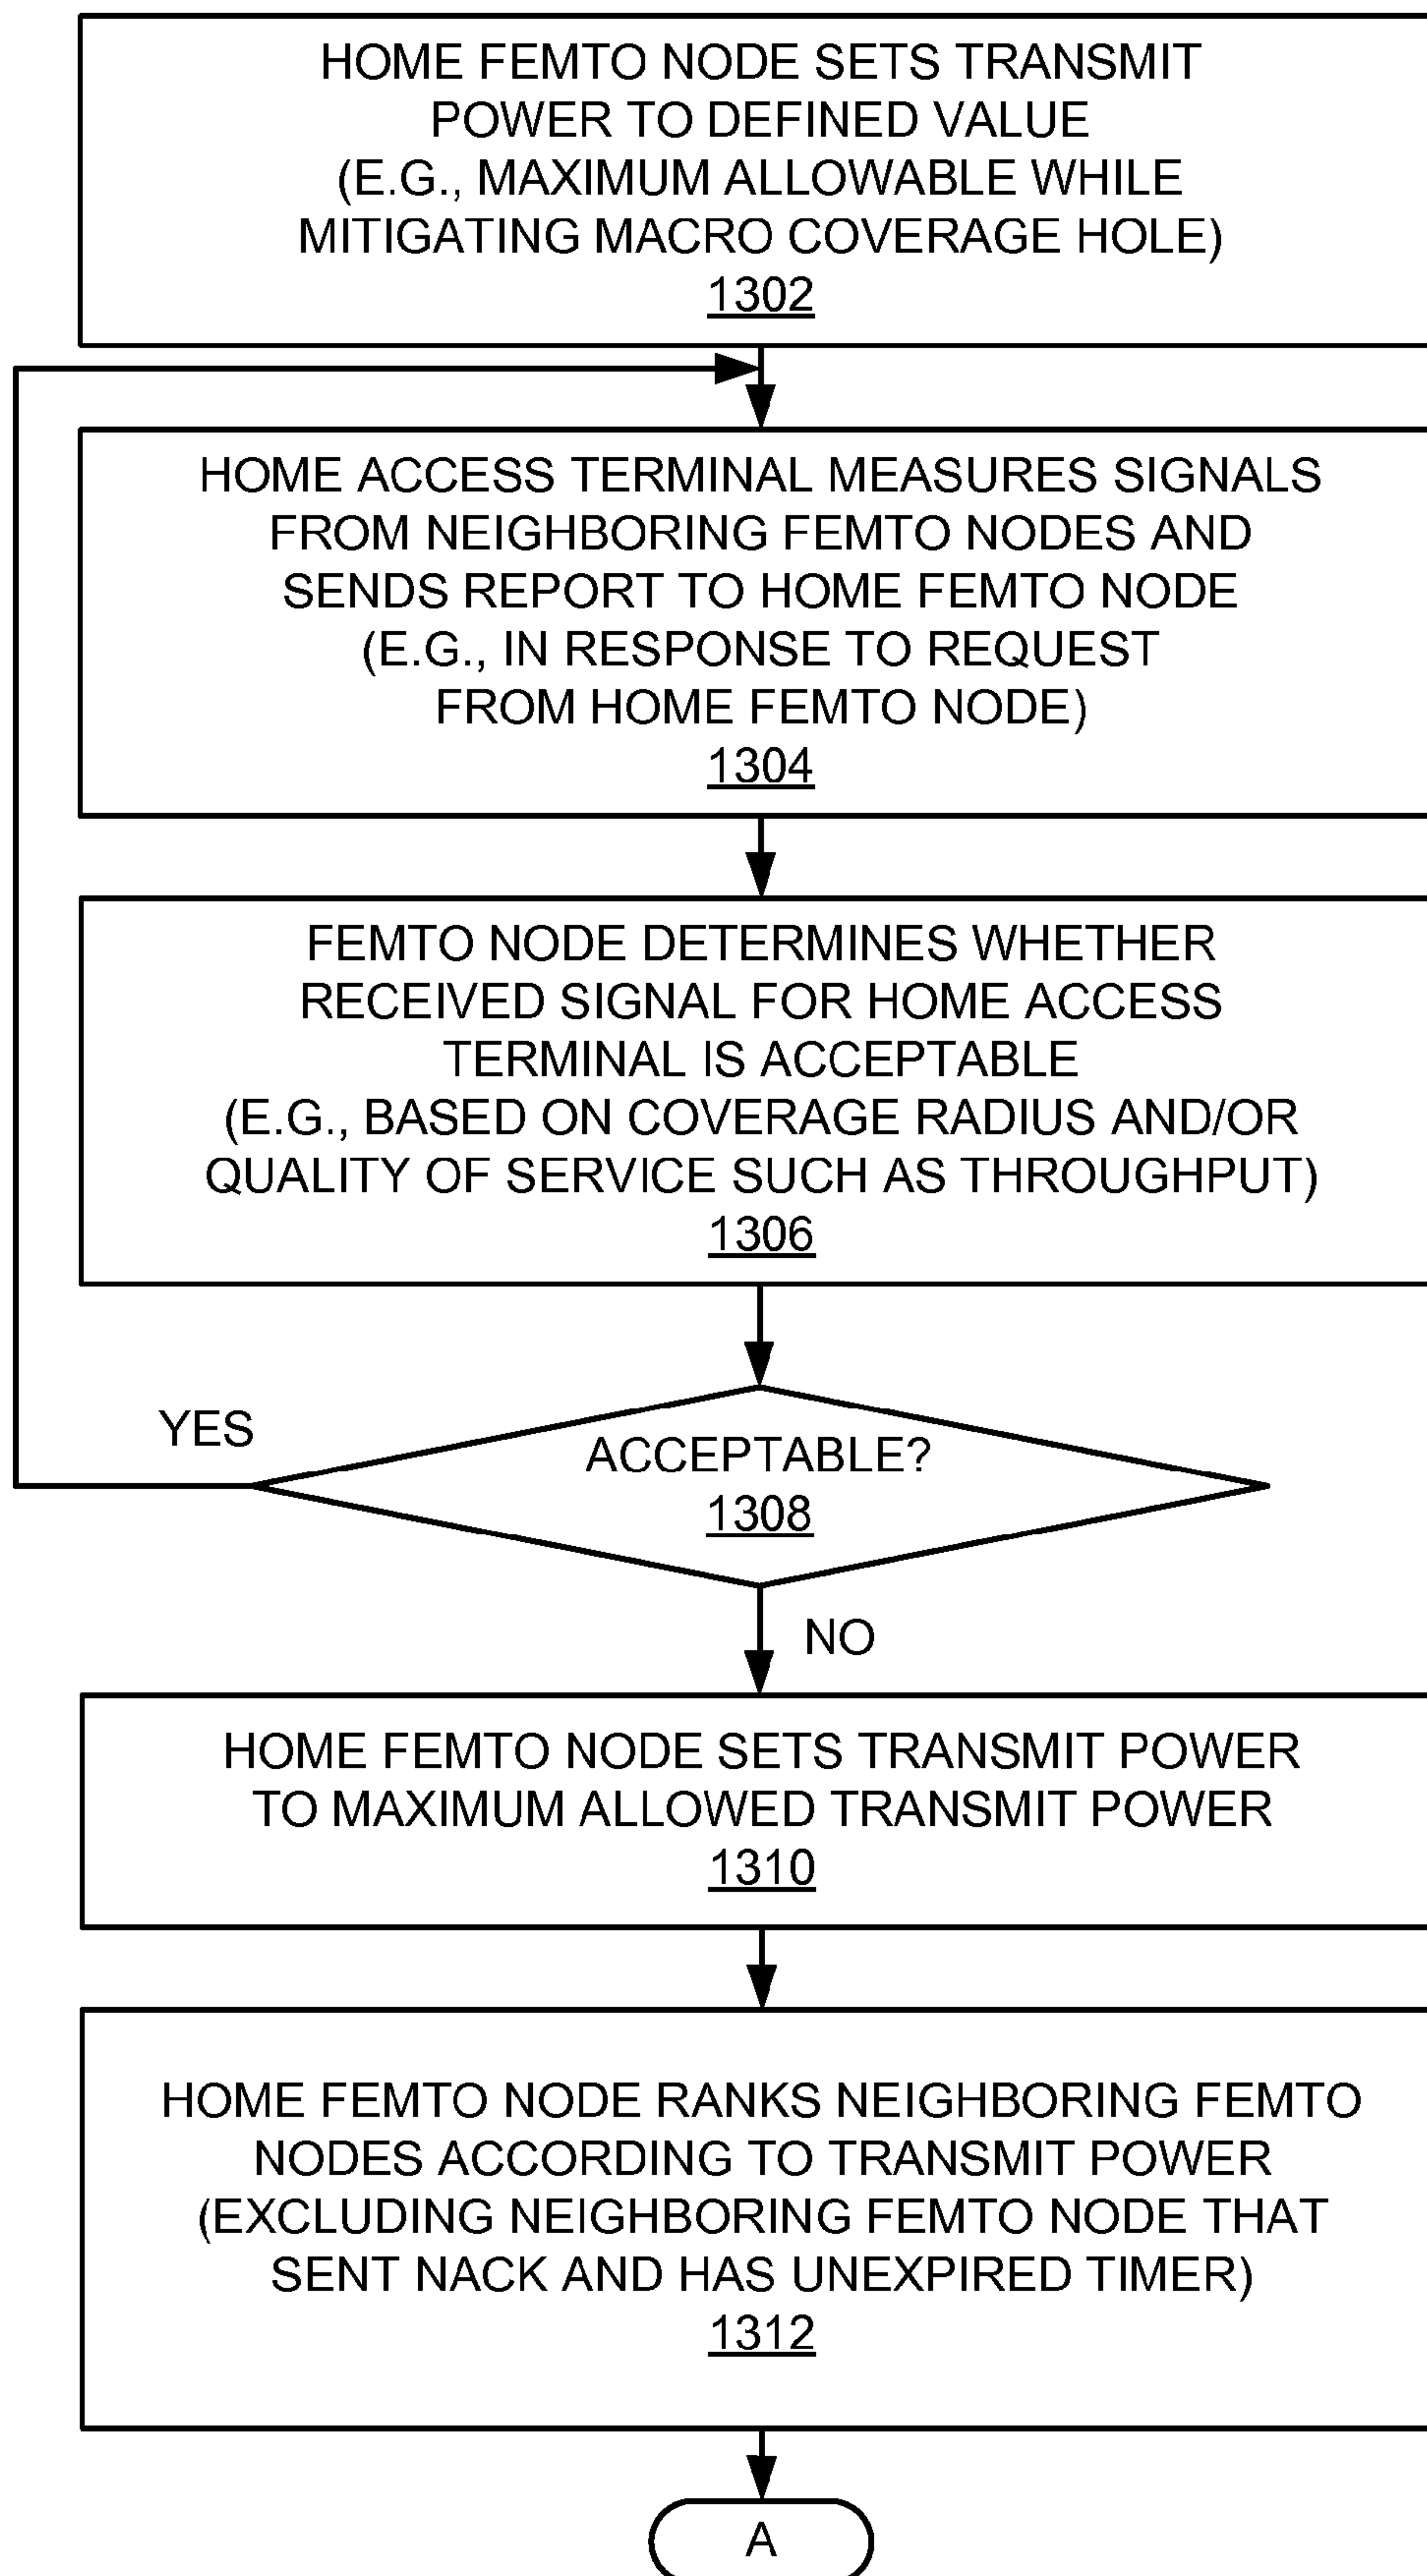 HOME FEMTO NODE SETS TRANSMIT
POWER TO DEFINED VALUE
(E.G., MAXIMUM ALLOWABLE WHILE
MITIGATING MACRO COVERAGE HOLE)
1302
HOME ACCESS TERMINAL MEASURES SIGNALS
FROM NEIGHBORING FEMTO NODES AND
SENDS REPORT TO HOME FEMTO NODE
(E.G., IN RESPONSE TO REQUEST
FROM HOME FEMTO NODE)
1304
FEMTO NODE DETERMINES WHETHER
RECEIVED SIGNAL FOR HOME ACCESS
TERMINAL IS ACCEPTABLE
(E.G., BASED ON COVERAGE RADIUS AND/OR
QUALITY OF SERVICE SUCH AS THROUGHPUT)
1306
YES
ACCEPTABLE?
1308
NO
HOME FEMTO NODE SETS TRANSMIT POWER
TO MAXIMUM ALLOWED TRANSMIT POWER
1310
HOME FEMTO NODE RANKS NEIGHBORING FEMTO
NODES ACCORDING TO TRANSMIT POWER
(EXCLUDING NEIGHBORING FEMTO NODE THAT
SENT NACK AND HAS UNEXPIRED TIMER)
1312
A